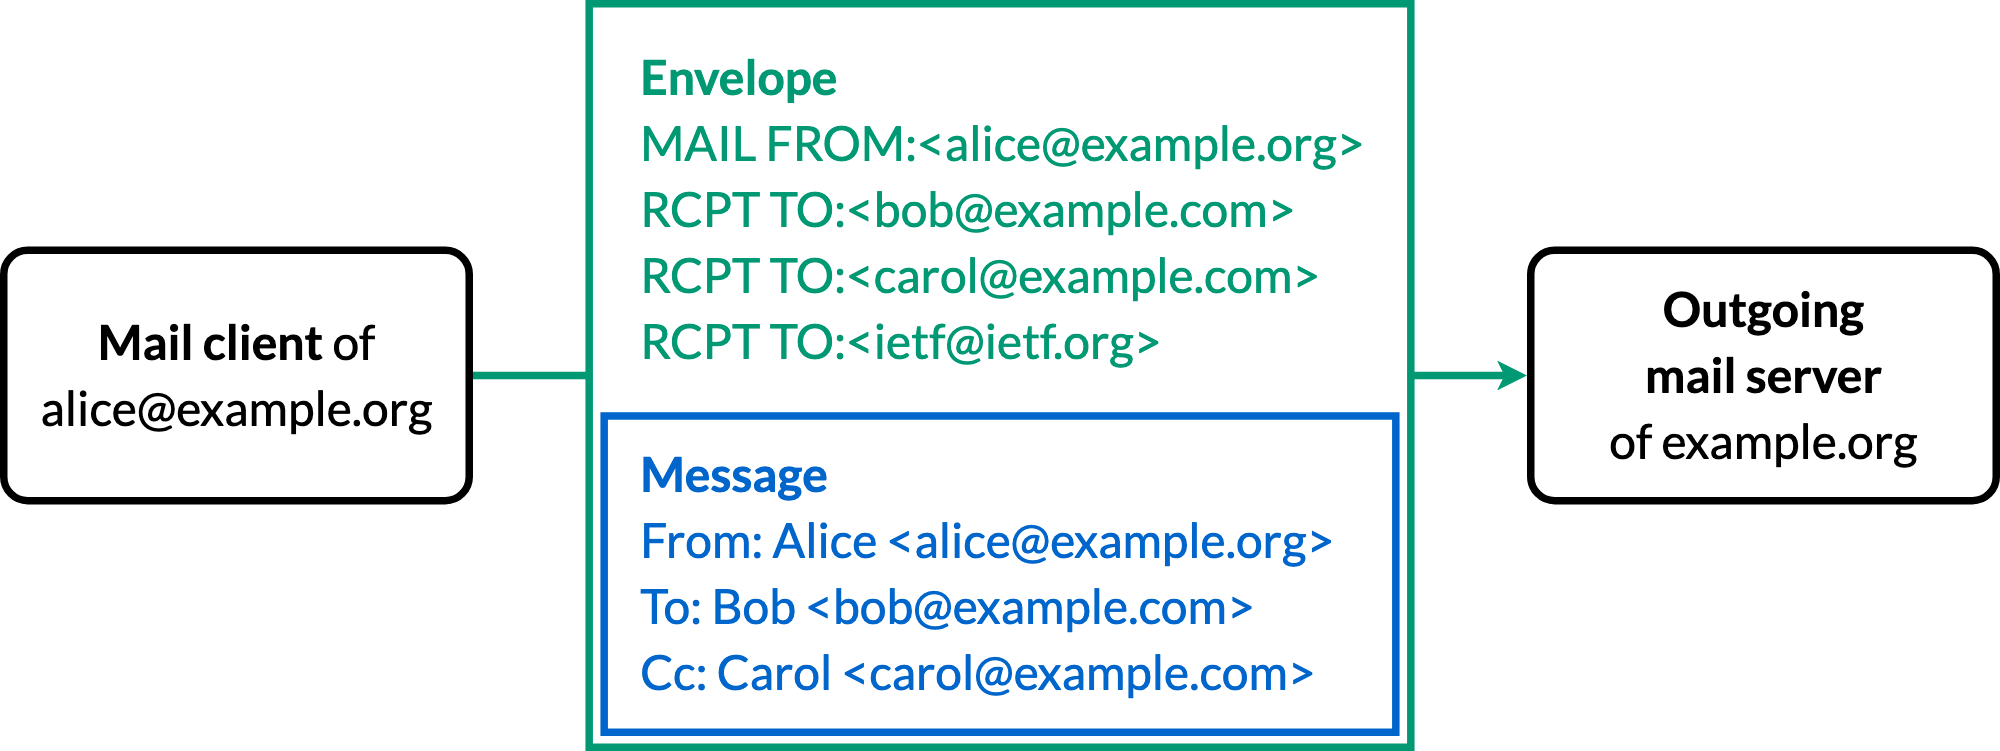 Mail client of
alice@example.org
Envelope
MAIL FROM:<alice@example.org>
RCPT TO:<bob@example.com>
RCPT TO:<carol@example.com>
RCPT TO:<ietf@ietf.org>
Message
From: Alice <alice@example.org>
To: Bob <bob@example.com>
Cc: Carol <carol@example.com>
Outgoing
mail server
of example.org